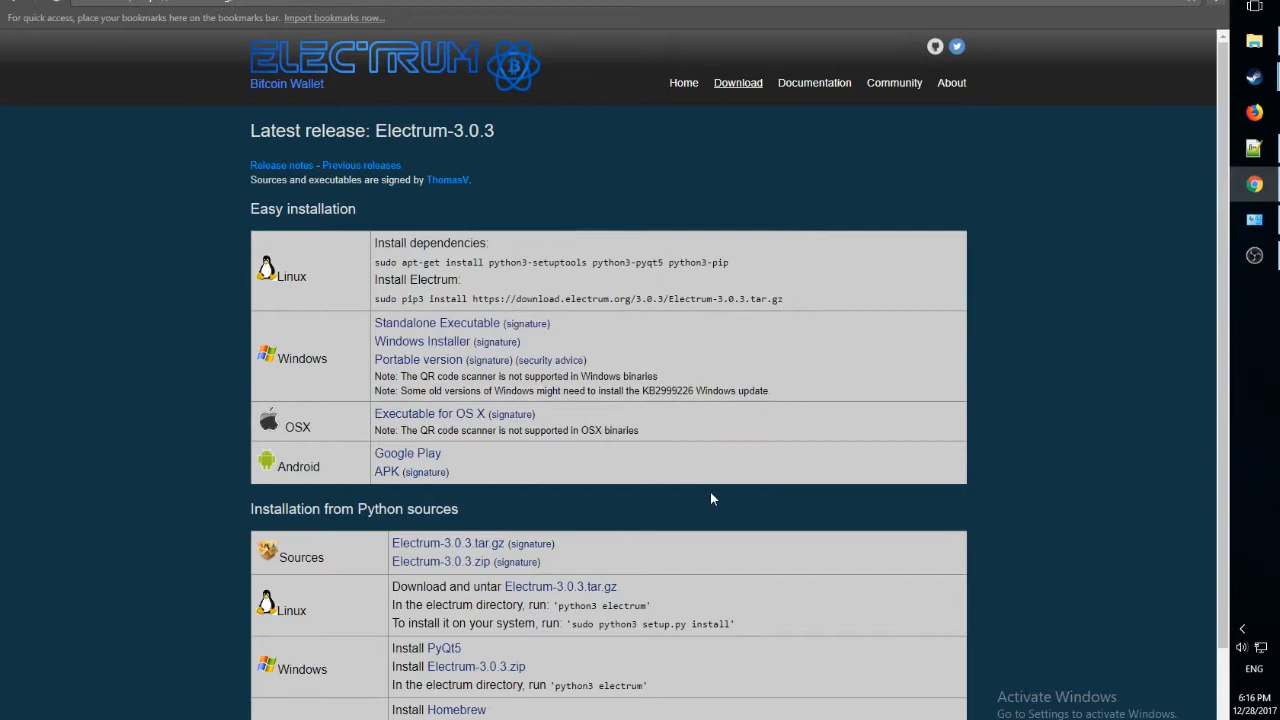 For quick access, place your bookmarks here on the bookmarks bar. Import bookmarks now...
ELECTRUM
Bitcoin Wallet
Home Download Documentation Community About
Latest release: Electrum-3.0.3
Release notes - Previous releases
Sources and executables are signed by ThomasV.
Easy installation
Linux
Install dependencies:
sudo apt-get install python3-setuptools python3-pyqt5 python3-pip
Install Electrum:
sudo pip3 install https://download.electrum.org/3.0.3/Electrum-3.0.3.tar.gz
Windows
Standalone Executable (signature)
Windows Installer (signature)
Portable version (signature) (security advice)
Note: The QR code scanner is not supported in Windows binaries
Note: Some old versions of Windows might need to install the KB2999226 Windows update.
OSX
Executable for OS X (signature)
Note: The QR code scanner is not supported in OSX binaries
Android
Google Play
APK (signature)
Installation from Python sources
Sources
Electrum-3.0.3.tar.gz (signature)
Electrum-3.0.3.zip (signature)
Linux
Download and untar Electrum-3.0.3.tar.gz
In the electrum directory, run: 'python3 electrum'
To install it on your system, run: 'sudo python3 setup.py install'
Windows
Install PyQt5
Install Electrum-3.0.3.zip
In the electrum directory, run 'python3 electrum'
Install Homebrew
Activate Windows
Go to Settings to activate Windows.
ENG
6:16 PM
12/28/2017